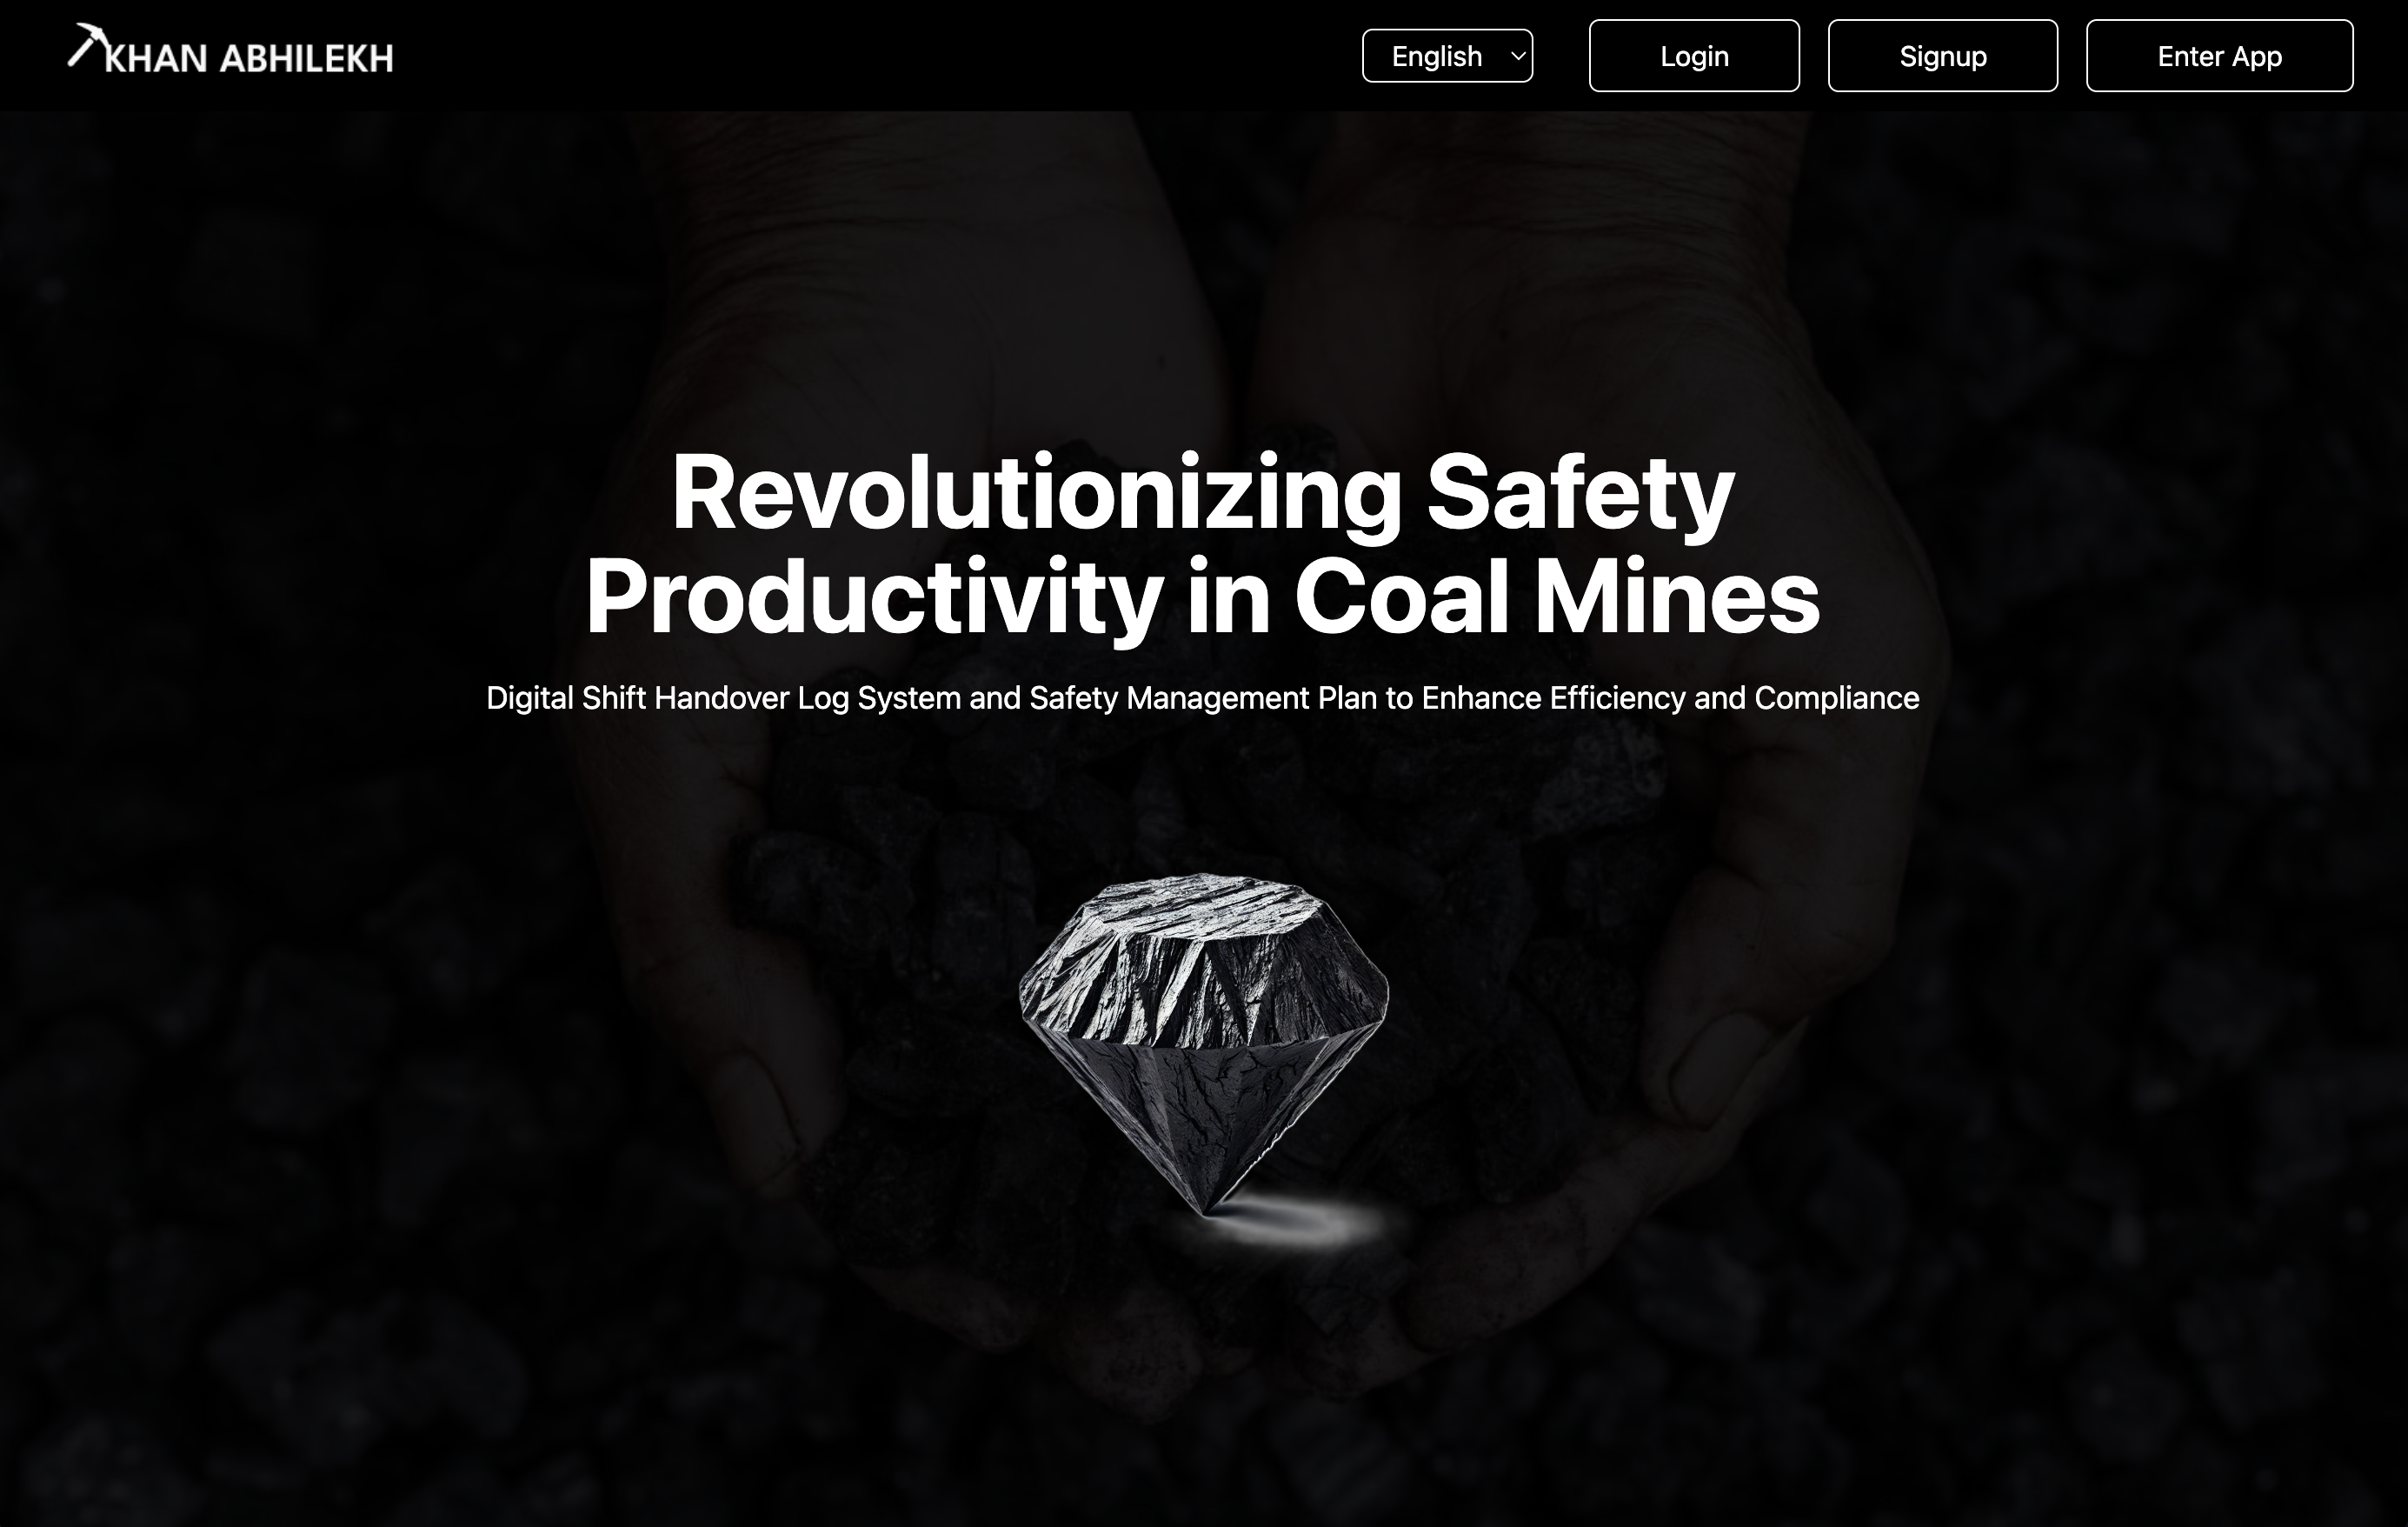 KHAN ABHILEKH
English
Login
Signup
Enter App
Revolutionizing Safety
Productivity in Coal Mines
Digital Shift Handover Log System and Safety Management Plan to Enhance Efficiency and Compliance